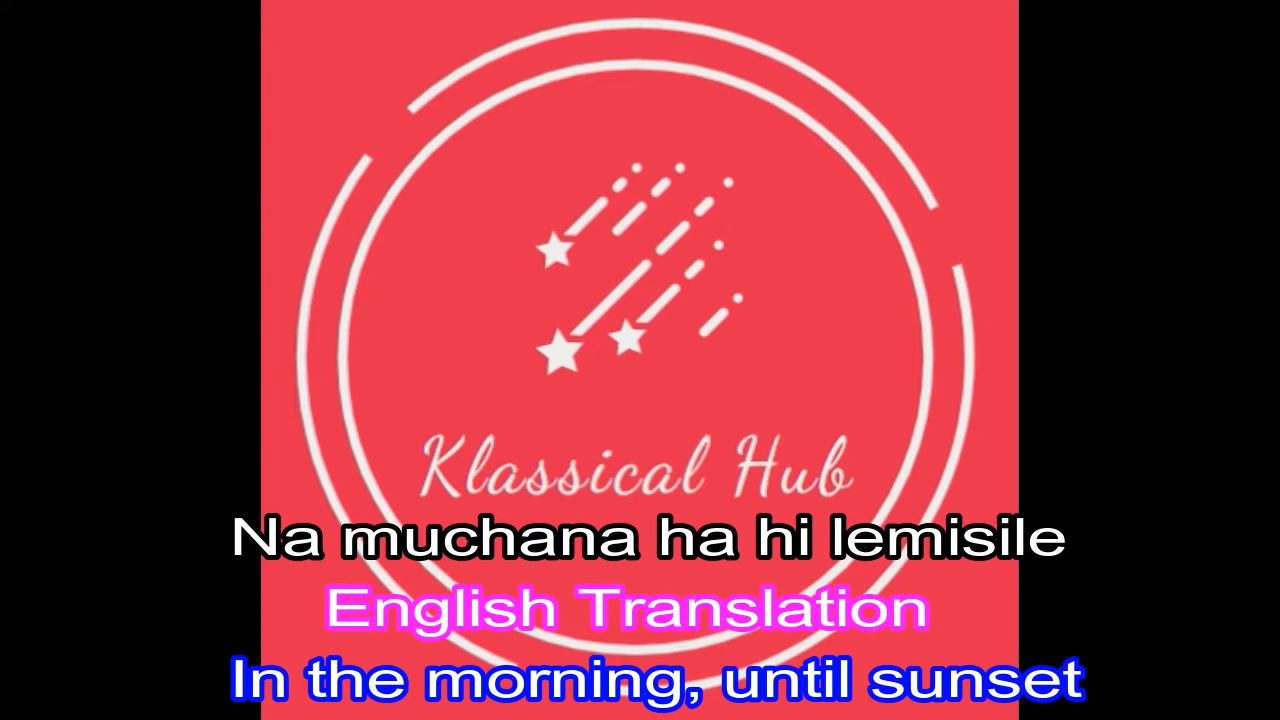 Klassical Hub
Na muchana ha hi lemisile
English Translation
In the morning, until sunset